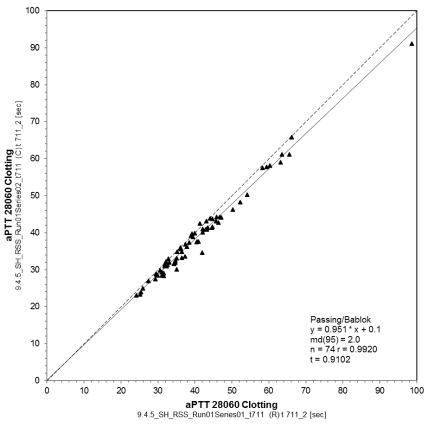 100
90
80
70
60
50
40
30
20
10
0
aPTT 28060 Clotting
9.4.5_SH_RSS_Run01Series02_t711 (C) t 711_2 [sec]
Passing/Bablok
y = 0.951 * x + 0.1
md(95) = 2.0
n = 74 r = 0.9920
t = 0.9102
0 10 20 30 40 50 60 70 80 90 100
aPTT 28060 Clotting
9.4.5_SH_RSS_Run01Series01_t711 (R) t 711_2 [sec]